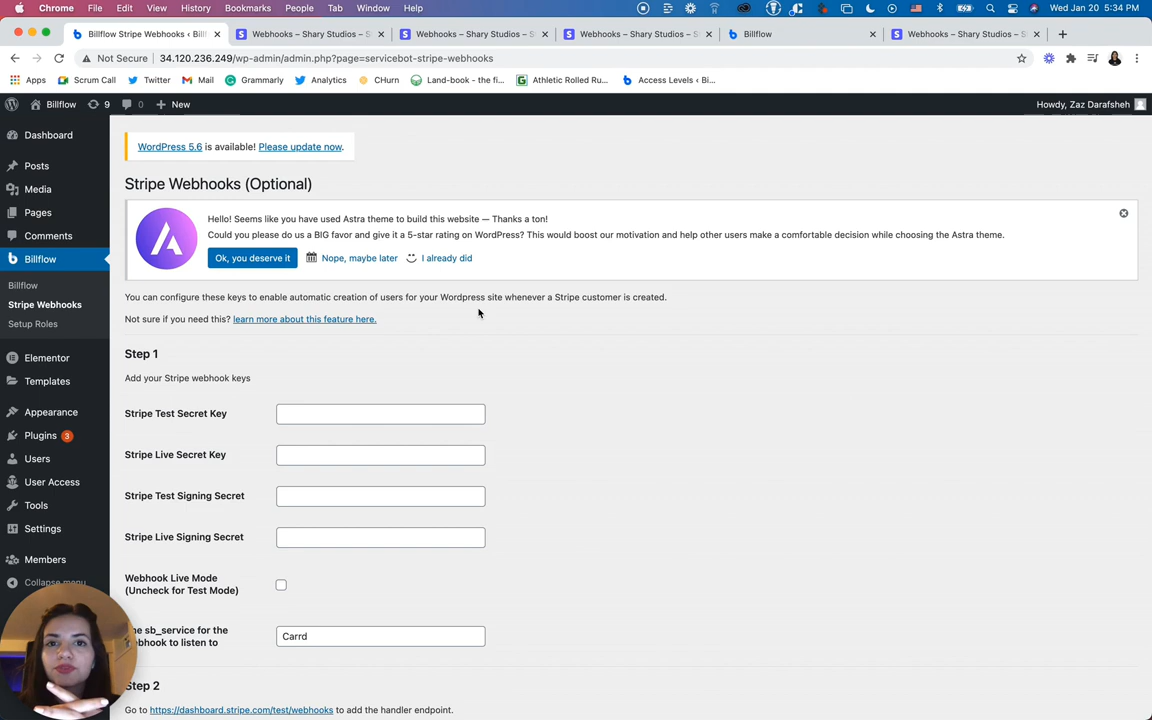 Chrome File Edit View History Bookmarks People Tab Window Help Wed Jan 20 5:34 PM
Billflow Stripe Webhooks ‹ Billf Webhooks – Shary Studios – S Webhooks – Shary Studios – S Webhooks – Shary Studios – S Billflow Webhooks – Shary Studios – S
Not Secure 34.120.236.249/wp-admin/admin.php?page=servicebot-stripe-webhooks
Apps Scrum Call Twitter Mail Grammarly Analytics CHurn Land-book - the fi... Athletic Rolled Ru... Access Levels ‹ Bi...
Billflow 9 0 New Howdy, Zaz Darafsheh
Dashboard
Posts
Media
Pages
Comments
Billflow
Billflow
Stripe Webhooks
Setup Roles
Elementor
Templates
Appearance
Plugins 3
Users
User Access
Tools
Settings
Members
Collapse menu
WordPress 5.6 is available! Please update now.
Stripe Webhooks (Optional)
Hello! Seems like you have used Astra theme to build this website — Thanks a ton!
Could you please do us a BIG favor and give it a 5-star rating on WordPress? This would boost our motivation and help other users make a comfortable decision while choosing the Astra theme.
Ok, you deserve it Nope, maybe later I already did
You can configure these keys to enable automatic creation of users for your Wordpress site whenever a Stripe customer is created.
Not sure if you need this? learn more about this feature here.
Step 1
Add your Stripe webhook keys
Stripe Test Secret Key
Stripe Live Secret Key
Stripe Test Signing Secret
Stripe Live Signing Secret
Webhook Live Mode
(Uncheck for Test Mode)
sb_service for the
webhook to listen to
Carrd
Step 2
Go to https://dashboard.stripe.com/test/webhooks to add the handler endpoint.